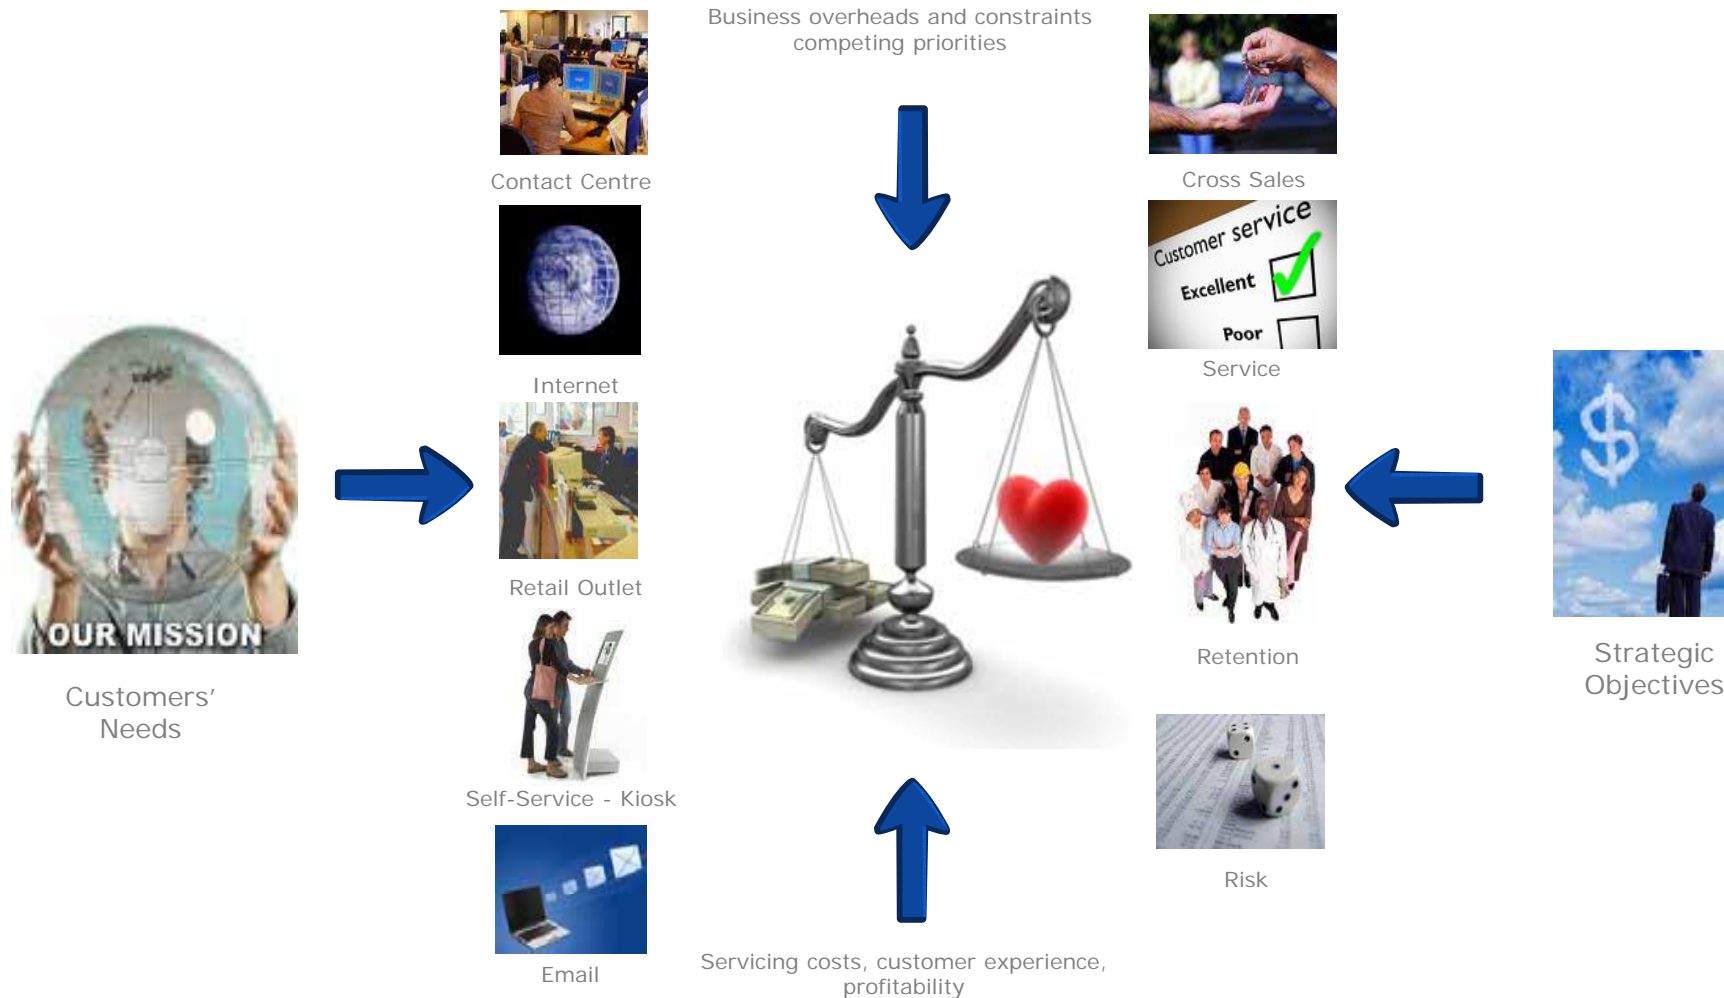 Business overheads and constraints
competing priorities
Contact Centre
Internet
Retail Outlet
Self-Service - Kiosk
Email
OUR MISSION
Customers'
Needs
Cross Sales
Customer service
Excellent
Poor
Service
Retention
Risk
Strategic
Objectives
Servicing costs, customer experience,
profitability